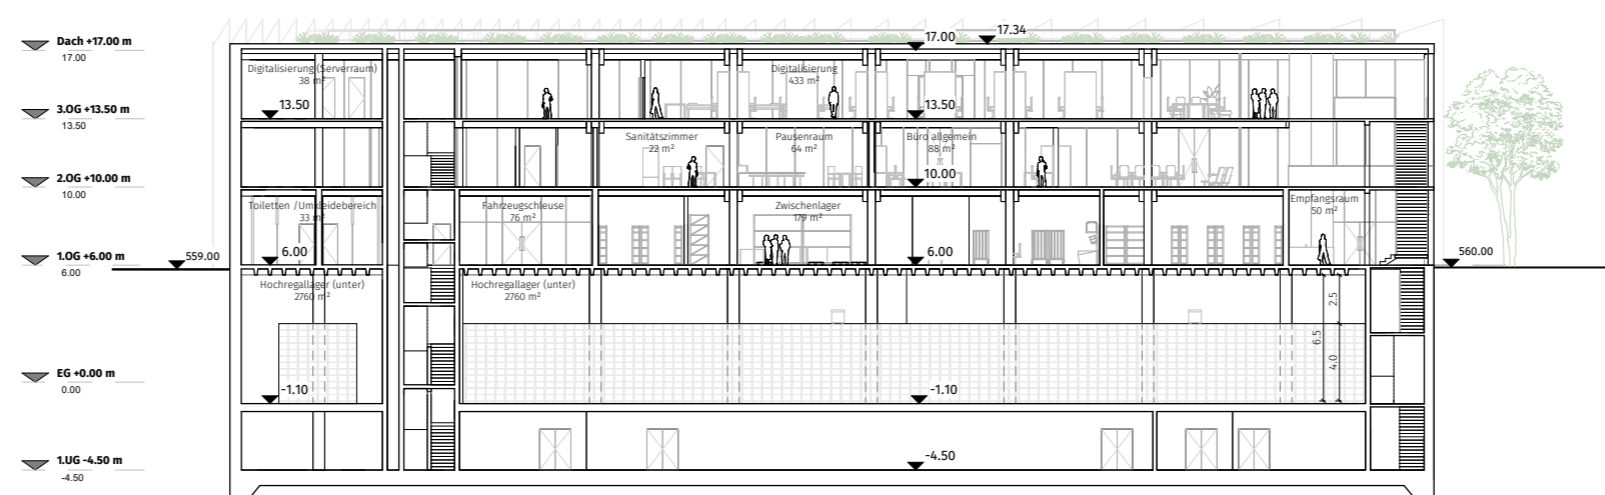 Dach +17.00 m
17.00
17.00
17.34
Digitalisierung (Serverraum)
38 m²
Digitalisierung
433 m²
3.OG +13.50 m
13.50
13.50
13.50
Sanitätszimmer
22 m²
Pausenraum
64 m²
Büro allgemein
88 m²
2.OG +10.00 m
10.00
10.00
Toiletten /Umkleidebereich
33 m²
Fahrzeugschleuse
76 m²
Zwischenlager
179 m²
Empfangsraum
50 m²
1.OG +6.00 m
6.00
559.00
6.00
6.00
560.00
Hochregallager (unter)
2760 m²
Hochregallager (unter)
2760 m²
2.5
6.5
4.0
EG +0.00 m
0.00
-1.10
-1.10
1.UG -4.50 m
-4.50
-4.50